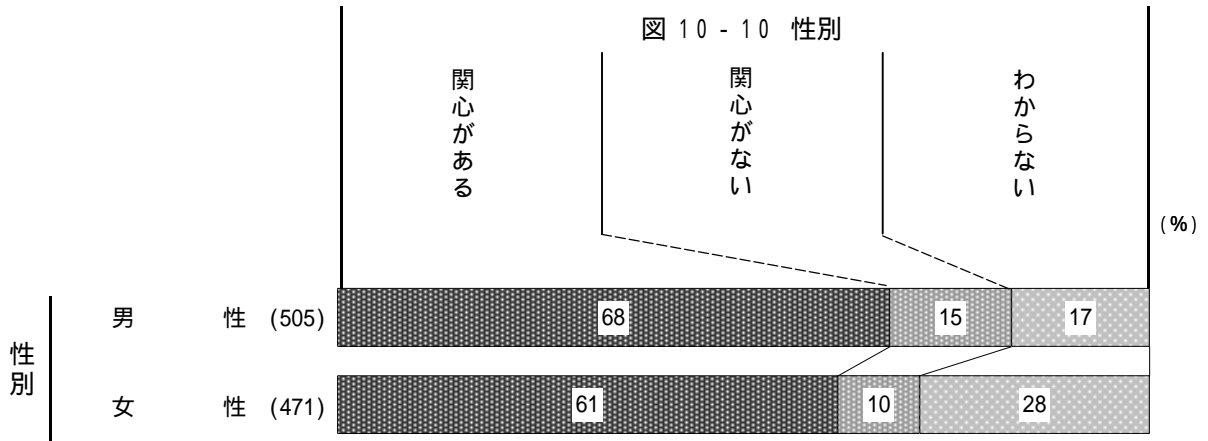 図 10-10 性別
関心がある
関心がない
わからない
(%)
性別
男 性 (505)
68
15
17
女 性 (471)
61
10
28